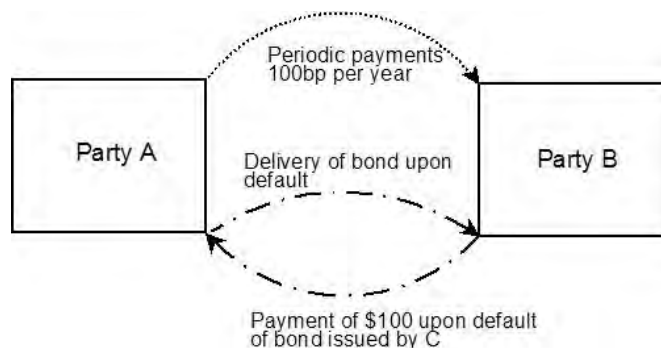 Periodic payments
100bp per year
Party A
Delivery of bond upon
default
Party B
Payment of $100 upon default
of bond issued by C